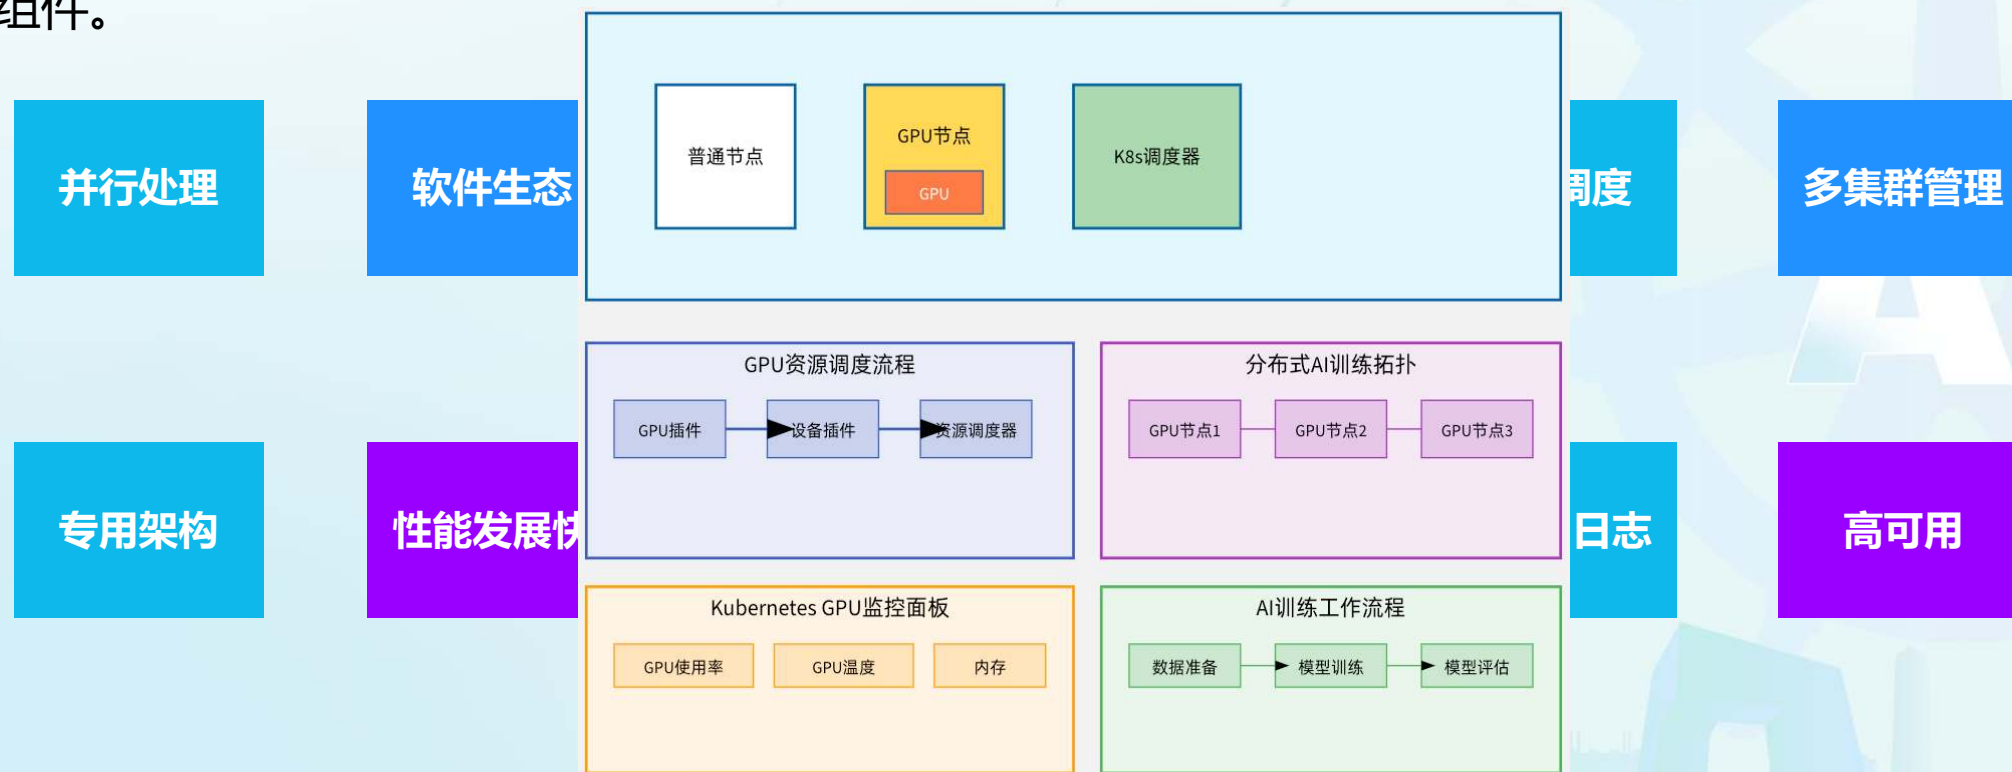 组件。
并行处理
软件生态
普通节点
GPU节点
GPU
K8s调度器
调度
多集群管理
GPU资源调度流程
GPU插件
设备插件
资源调度器
分布式AI训练拓扑
GPU节点1
GPU节点2
GPU节点3
专用架构
性能发展快
日志
高可用
Kubernetes GPU监控面板
GPU使用率
GPU温度
内存
AI训练工作流程
数据准备
模型训练
模型评估